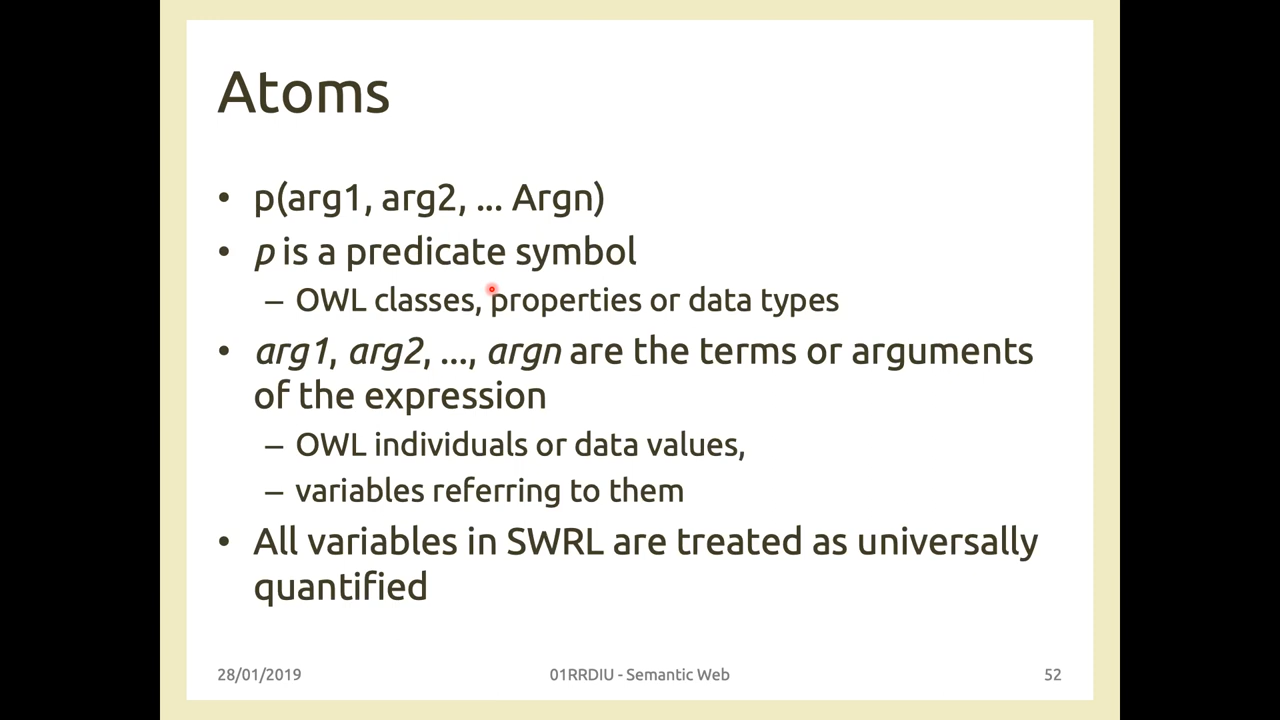 Atoms
• p(arg1, arg2, ... Argn)
• p is a predicate symbol
– OWL classes, properties or data types
• arg1, arg2, ..., argn are the terms or arguments
of the expression
– OWL individuals or data values,
– variables referring to them
• All variables in SWRL are treated as universally
quantified
28/01/2019 01RRDIU - Semantic Web 52